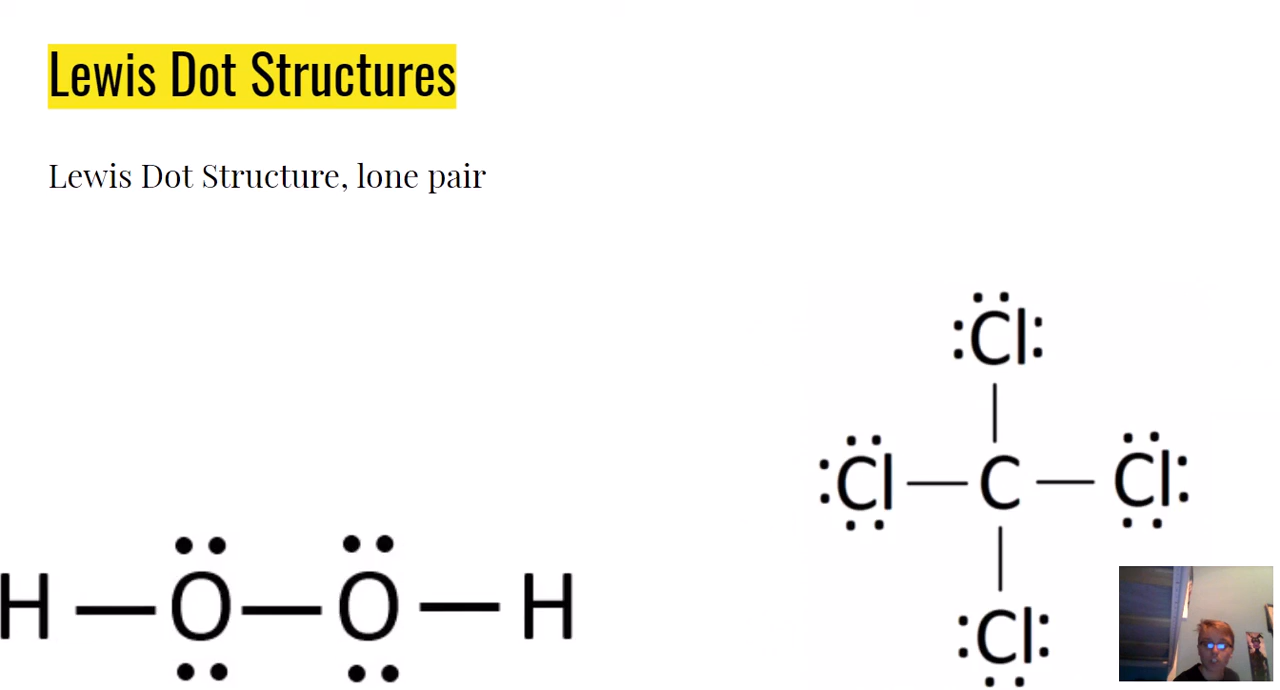 Lewis Dot Structures
Lewis Dot Structure, lone pair
:Cl:
:Cl — C — Cl:
:Cl:
H — O — O — H